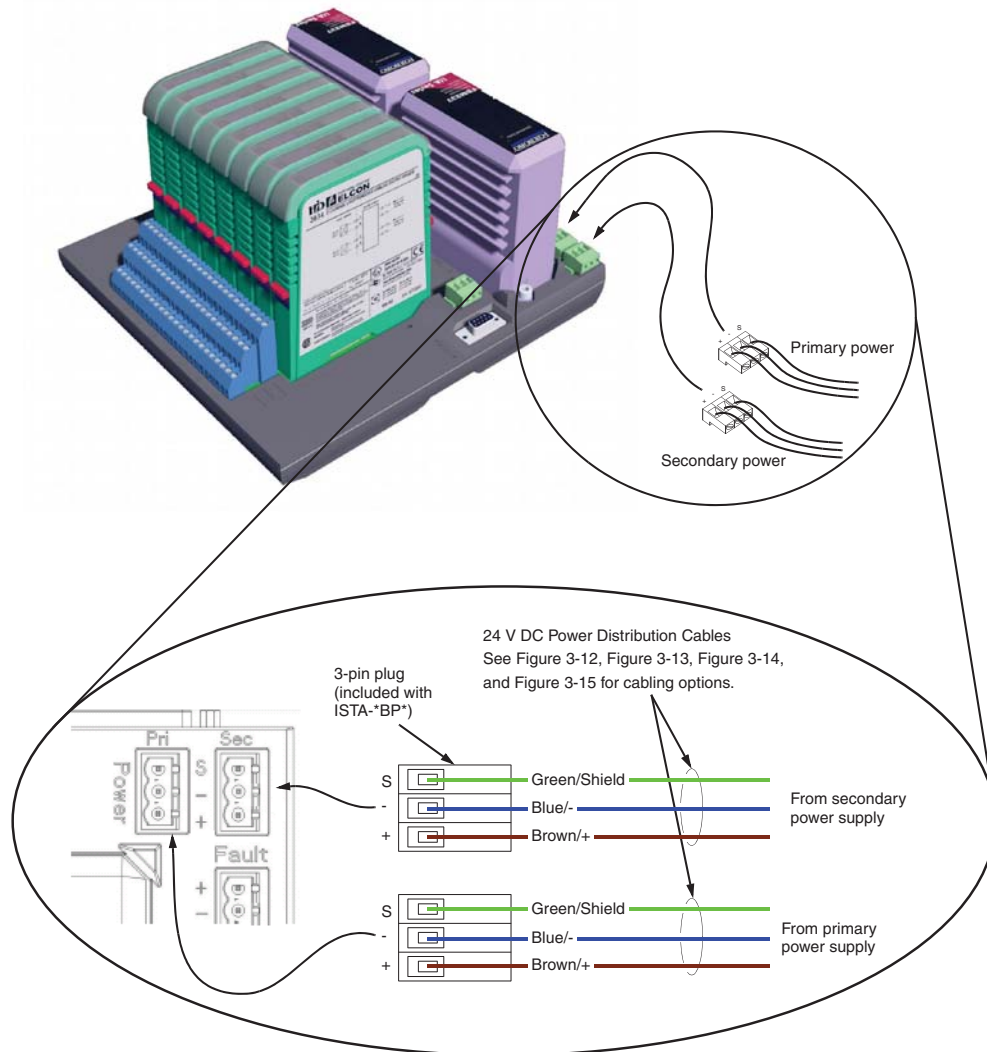 ELCON
2874
+ - S
Primary power
+ - S
Secondary power
24 V DC Power Distribution Cables
See Figure 3-12, Figure 3-13, Figure 3-14,
and Figure 3-15 for cabling options.
3-pin plug
(included with
ISTA-*BP*)
Pri
Sec
Power
S
-
+
Fault
+
-
S
Green/Shield
-
Blue/-
+
Brown/+
From secondary
power supply
S
Green/Shield
-
Blue/-
+
Brown/+
From primary
power supply